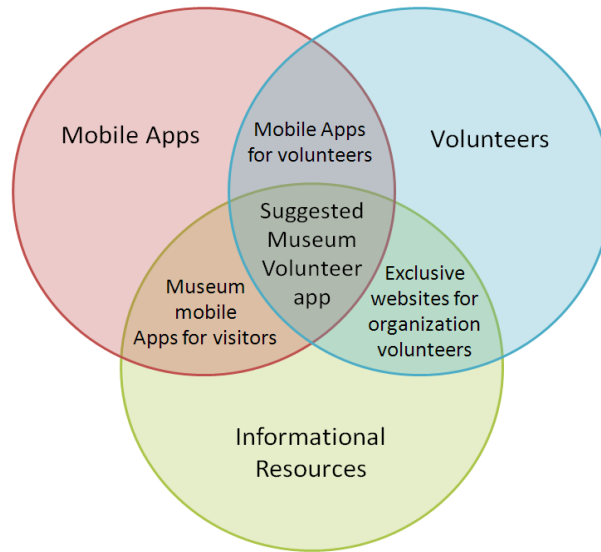 Mobile Apps
Mobile Apps
for volunteers
Volunteers
Suggested
Museum
Volunteer
app
Museum
mobile
Apps for visitors
Exclusive
websites for
organization
volunteers
Informational
Resources